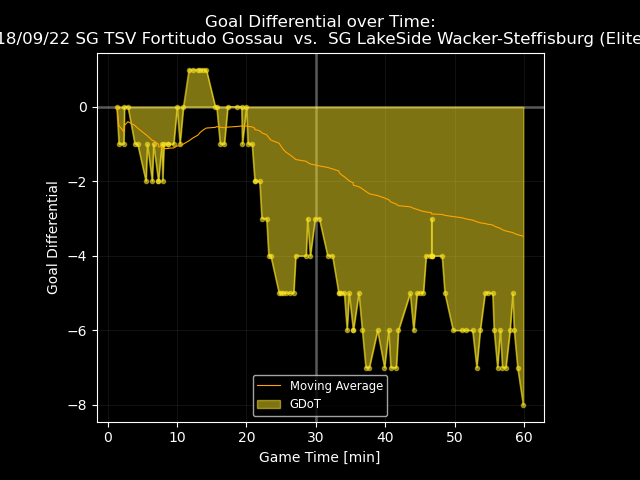 Goal Differential over Time:
18/09/22 SG TSV Fortitudo Gossau  vs.  SG LakeSide Wacker-Steffisburg (Elite
Goal Differential
0
−2
−4
−6
−8
Moving Average
GDoT
0
10
20
30
40
50
60
Game Time [min]